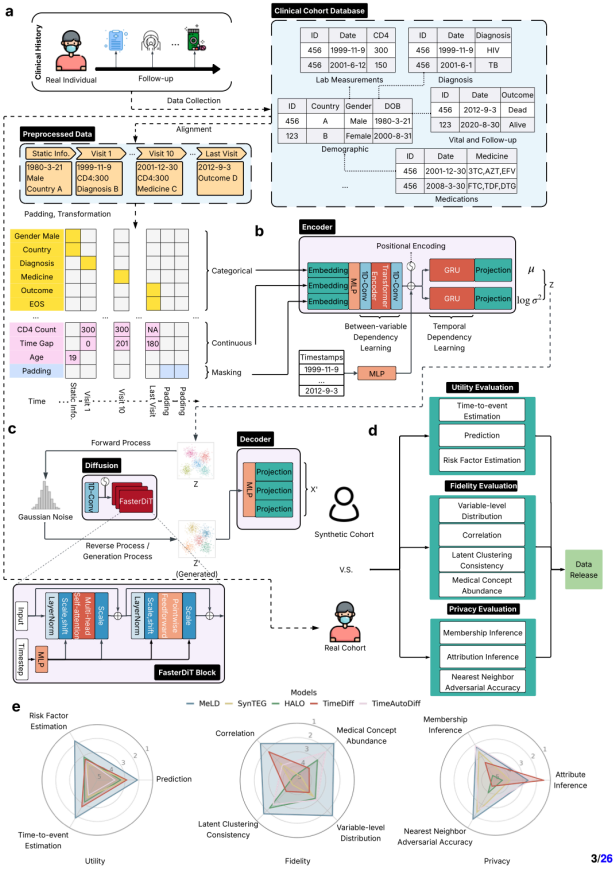 a
Clinical History
Real Individual
Follow-up
Data Collection
Clinical Cohort Database
ID Date CD4
456 1999-11-9 300
456 2001-6-12 150
Lab Measurements
ID Date Diagnosis
456 1999-11-9 HIV
456 2001-6-1 TB
Diagnosis
ID Country Gender DOB
456 A Male 1980-3-21
123 B Female 2000-8-31
Demographic
ID Date Outcome
456 2012-9-3 Dead
123 2020-8-30 Alive
Vital and Follow-up
ID Date Medicine
456 2001-12-30 3TC,AZT,EFV
456 2008-3-30 FTC,TDF,DTG
Medications
...
Alignment
Preprocessed Data
Static Info. Visit 1 ... Visit 10 ... Last Visit
1980-3-21
Male
Country A
1999-11-9
CD4:300
Diagnosis B
2001-12-30
CD4:300
Medicine C
2012-9-3
Outcome D
Padding, Transformation
Gender Male
Country
Diagnosis
Medicine
Outcome
EOS
Categorical
CD4 Count 300 300 NA
Time Gap 0 201 180
Age 19
Continuous
Padding
Masking
Time
Static Info.
Visit 1
...
Visit 10
...
Last Visit
Padding
Padding
b
Encoder
Positional Encoding
Embedding
Embedding
Embedding
MLP
1D-Conv
Transformer
Encoder
1D-Conv
GRU
Projection
GRU
Projection
μ
log σ²
Z
Between-variable
Dependency
Learning
Temporal
Dependency
Learning
Timestamps
1999-11-9
...
2012-9-3
MLP
c
Forward Process
Diffusion
1D-Conv
FasterDiT
Gaussian Noise
Z
Reverse Process /
Generation Process
Z'
(Generated)
Decoder
MLP
Projection
Projection
Projection
X'
Synthetic Cohort
V.S.
Real Cohort
Input
Timestep
MLP
LayerNorm
Scale,shift
Multi-head
Self-attention
Scale
LayerNorm
Scale,shift
Pointwise
Feedforward
Scale
FasterDiT Block
d
Utility Evaluation
Time-to-event
Estimation
Prediction
Risk Factor Estimation
Fidelity Evaluation
Variable-level
Distribution
Correlation
Latent Clustering
Consistency
Medical Concept
Abundance
Privacy Evaluation
Membership Inference
Attribution Inference
Nearest Neighbor
Adversarial Accuracy
Data
Release
e
Models
MeLD SynTEG HALO TimeDiff TimeAutoDiff
Risk Factor
Estimation
Prediction
Time-to-event
Estimation
1
2
3
4
5
Utility
Correlation
Medical Concept
Abundance
Latent Clustering
Consistency
Variable-level
Distribution
1
2
3
4
Fidelity
Membership
Inference
Attribute
Inference
Nearest Neighbor
Adversarial Accuracy
1
2
3
Privacy
3/26